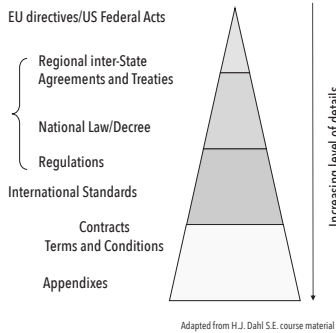 EU directives/US Federal Acts
Regional inter-State
Agreements and Treaties
National Law/Decree
Regulations
International Standards
Contracts
Terms and Conditions
Appendixes
Increasing level of details
Adapted from H.J. Dahl S.E. course material